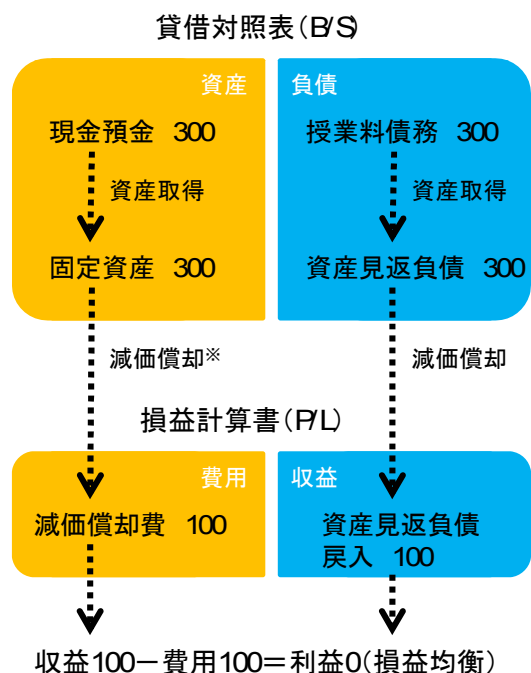 貸借対照表(B/S)
資産 負債
現金預金 300 授業料債務 300
資産取得 資産取得
固定資産 300 資産見返負債 300
減価償却※ 減価償却
損益計算書(P/L)
費用 収益
減価償却費 100 資産見返負債
戻入 100
収益100-費用100=利益0(損益均衡)